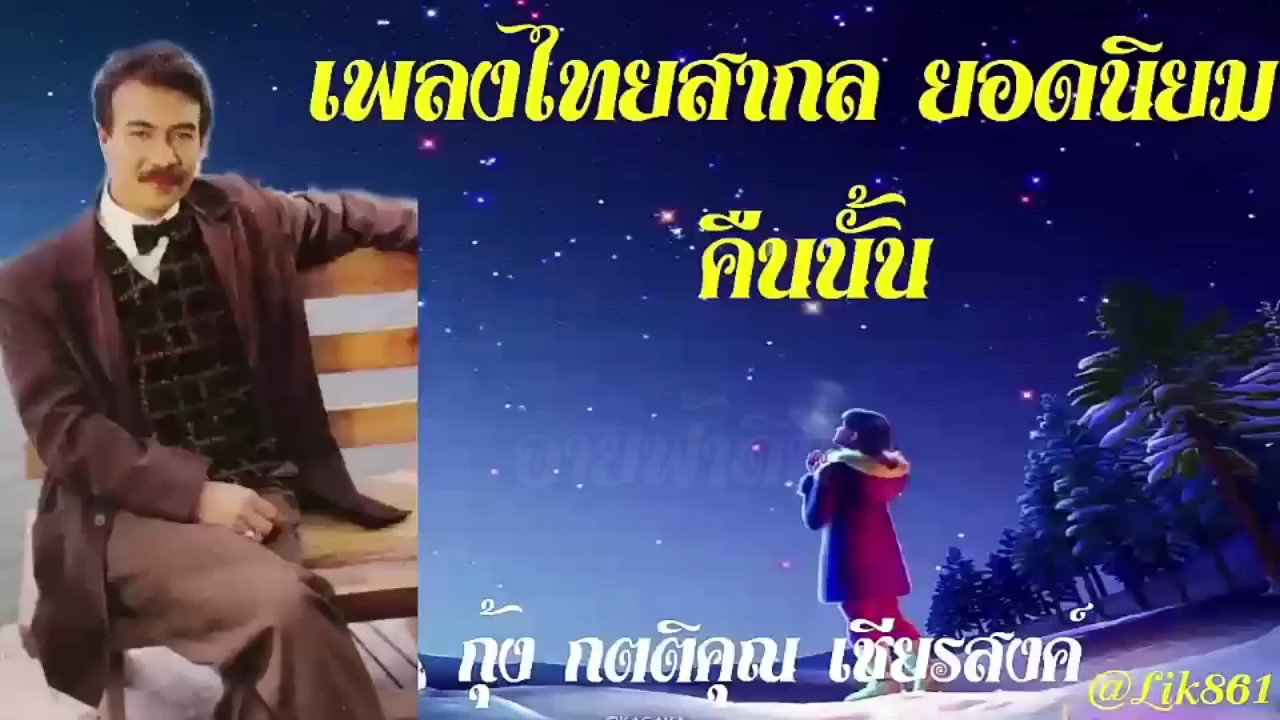 เพลงไทยสากล ยอดนิยม
คืนนั้น
กุ้ง กตติคุณ เชียรสงค์
@Lik861